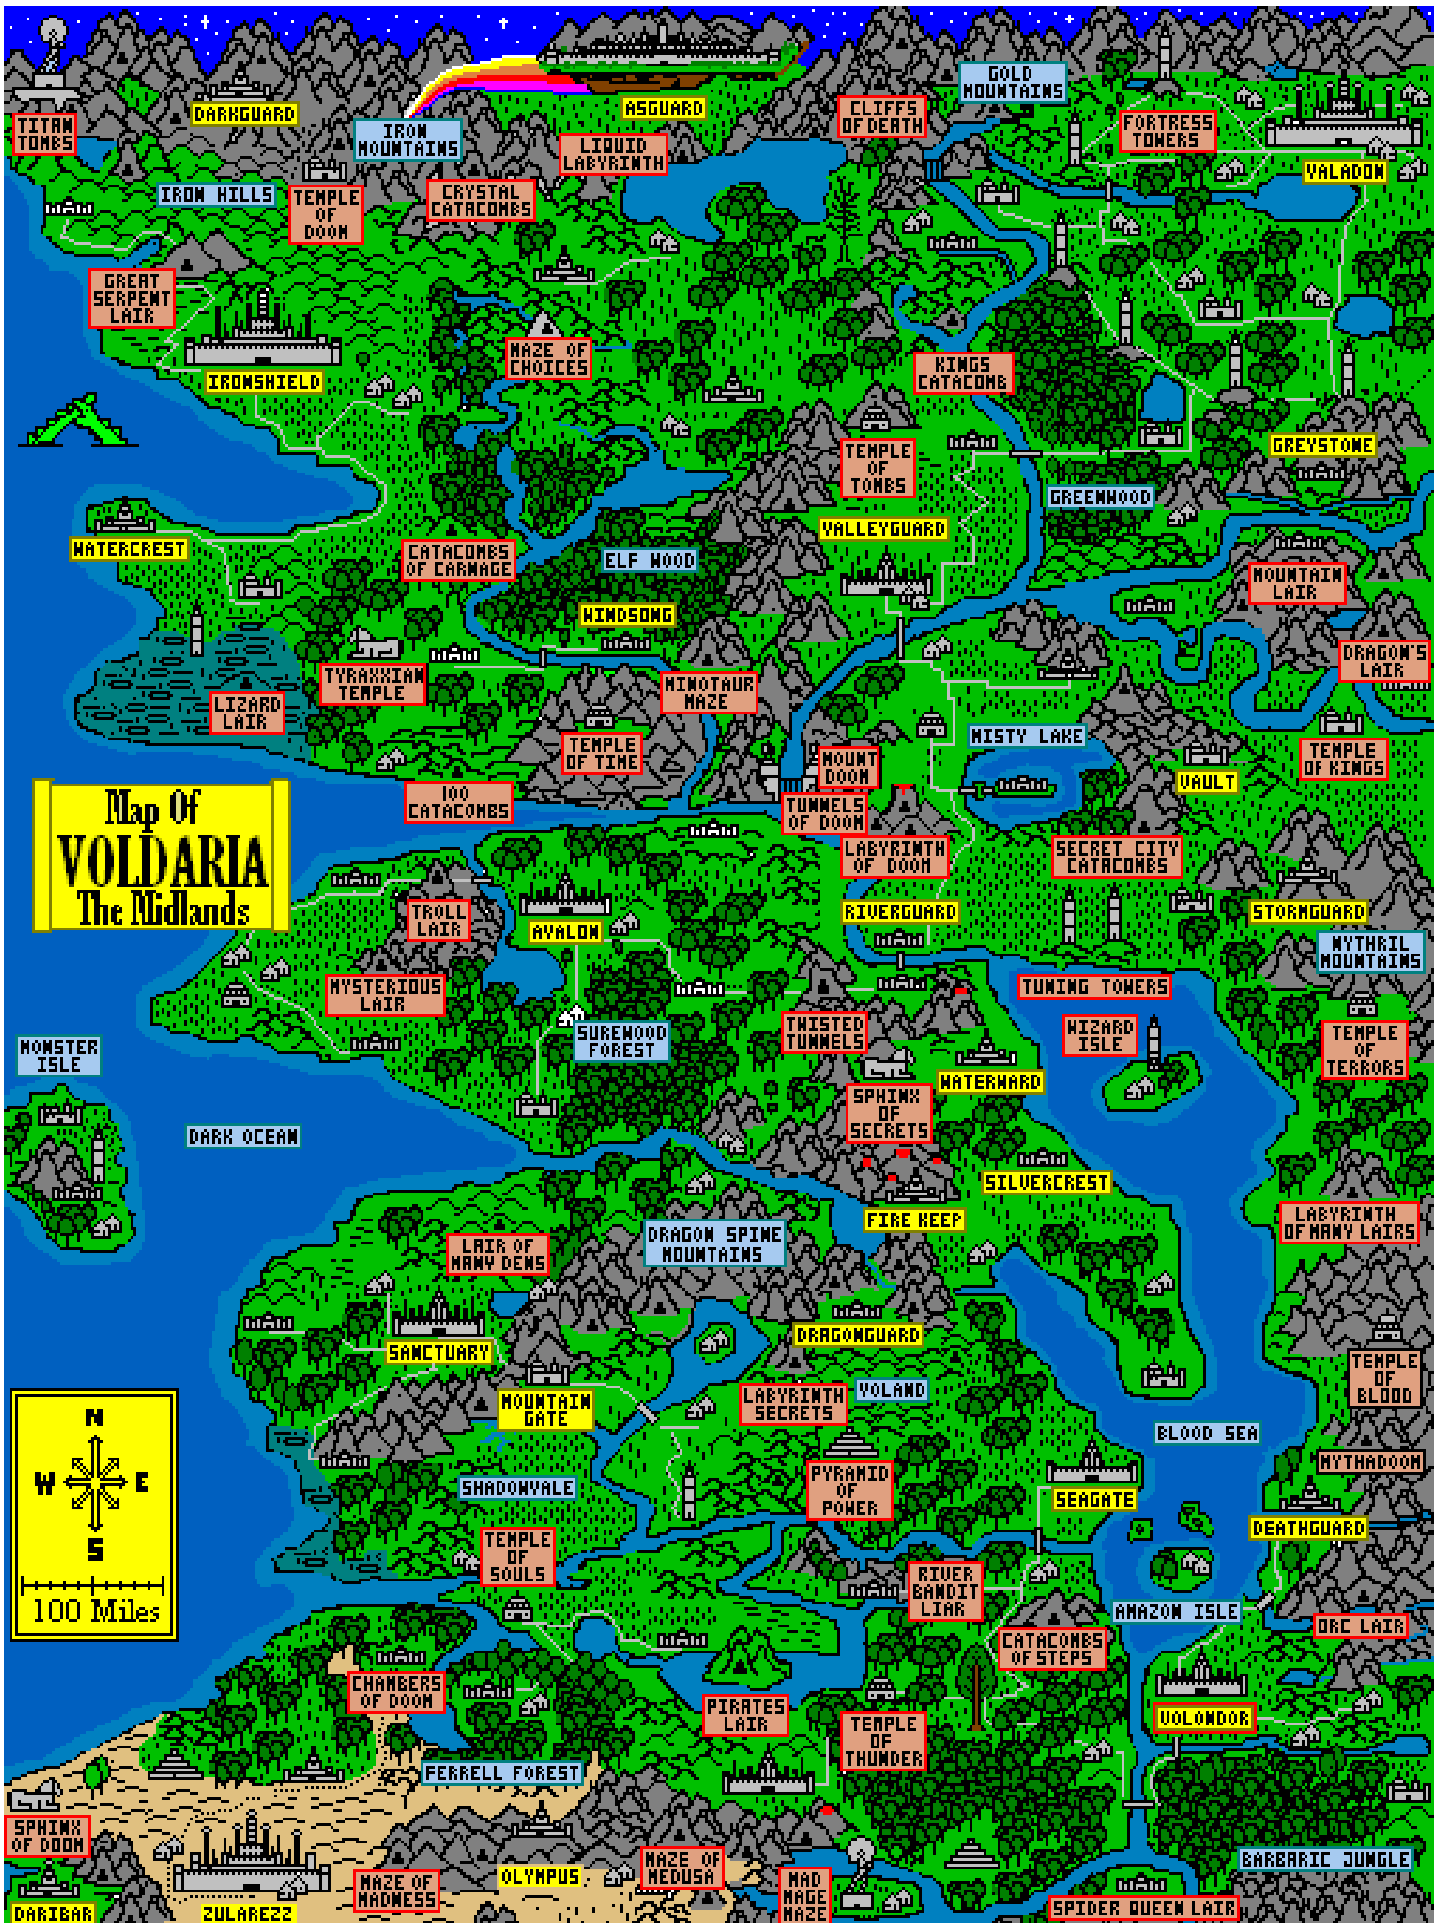 DARKGUARD
ASGUARD
GOLD
MOUNTAINS
TITAN
TOMBS
IRON
MOUNTAINS
LIQUID
LABYRINTH
CLIFFS
OF DEATH
FORTRESS
TOWERS
VALADON
IRON HILLS
TEMPLE
OF
DOOM
CRYSTAL
CATACOMBS
GREAT
SERPENT
LAIR
IRONSHIELD
MAZE OF
CHOICES
KINGS
CATACOMB
TEMPLE
OF
TOMBS
GREYSTONE
GREENWOOD
WATERCREST
VALLEYGUARD
CATACOMBS
OF CARNAGE
ELF WOOD
WINDSONG
MOUNTAIN
LAIR
DRAGON'S
LAIR
TYRAXXIAN
TEMPLE
LIZARD
LAIR
MINOTAUR
MAZE
TEMPLE
OF TIME
MISTY LAKE
MOUNT
DOOM
VAULT
TEMPLE
OF KINGS
100
CATACOMBS
TUNNELS
OF DOOM
Map Of
VOLDARIA
The Midlands
LABYRINTH
OF DOOM
SECRET CITY
CATACOMBS
TROLL
LAIR
AVALON
RIVERGUARD
STORMGUARD
MYTHRIL
MOUNTAINS
MYSTERIOUS
LAIR
TUNING TOWERS
MONSTER
ISLE
SUREWOOD
FOREST
TWISTED
TUNNELS
WIZARD
ISLE
TEMPLE
OF
TERRORS
WATERWARD
SPHINX
OF
SECRETS
DARK OCEAN
SILVERCREST
LAIR OF
MANY DENS
DRAGON SPINE
MOUNTAINS
FIRE KEEP
LABYRINTH
OF MANY LAIRS
SANCTUARY
DRAGONGUARD
MOUNTAIN
GATE
LABYRINTH
SECRETS
VOLAND
TEMPLE
OF
BLOOD
BLOOD SEA
MYTHADOOM
N
W
E
S
100 Miles
SHADOWVALE
PYRAMID
OF
POWER
SEAGATE
DEATHGUARD
TEMPLE
OF
SOULS
RIVER
BANDIT
LIAR
AMAZON ISLE
ORC LAIR
CATACOMBS
OF STEPS
CHAMBERS
OF DOOM
PIRATES
LAIR
TEMPLE
OF
THUNDER
VOLONDOR
FERRELL FOREST
SPHINX
OF DOOM
DARIBAR
ZULAREZZ
MAZE OF
MADNESS
OLYMPUS
MAZE OF
MEDUSA
MAD
MAGE
MAZE
BARBARIC JUNGLE
SPIDER QUEEN LAIR